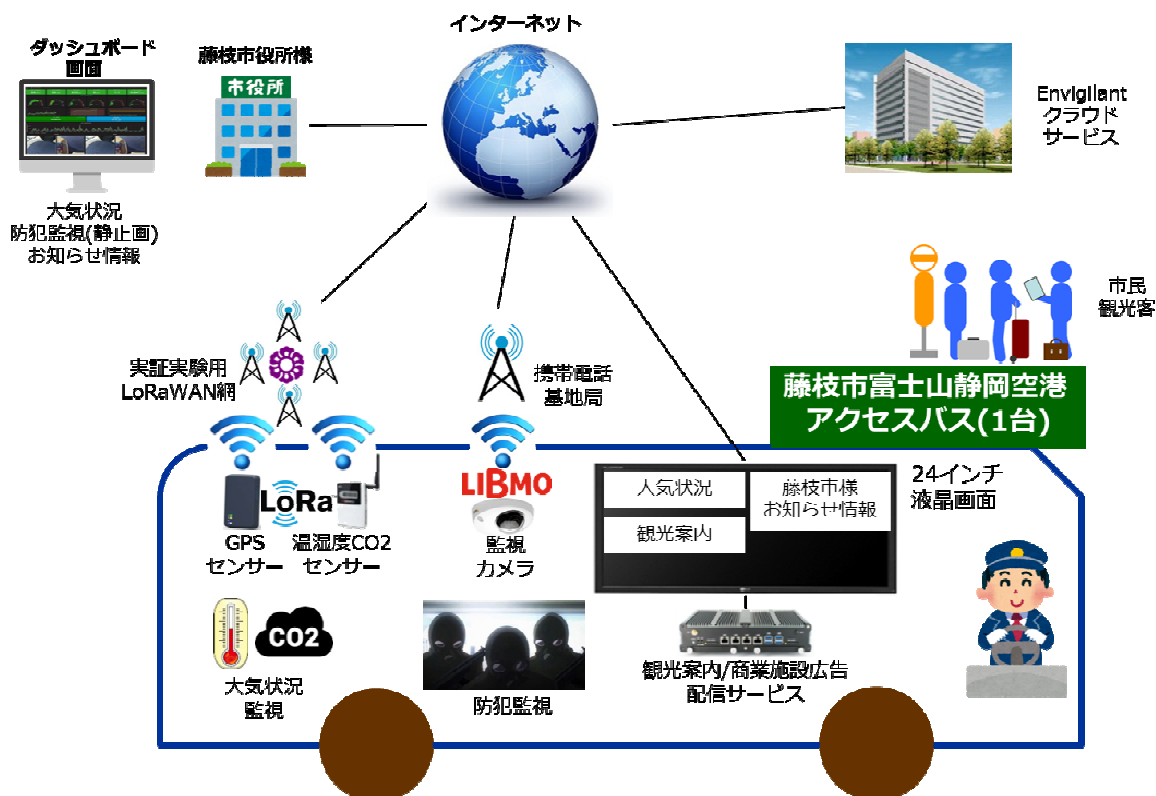 インターネット
ダッシュボード
画面
藤枝市役所様
市役所
Envigilant
クラウド
サービス
大気状況
防犯監視(静止画)
お知らせ情報
市民
観光客
実証実験用
LoRaWAN網
携帯電話
基地局
藤枝市富士山静岡空港
アクセスバス(1台)
LoRa
LIBMO
人気状況
藤枝市様
お知らせ情報
観光案内
24インチ
液晶画面
GPS
センサー
温湿度CO2
センサー
監視
カメラ
CO2
大気状況
監視
防犯監視
観光案内/商業施設広告
配信サービス